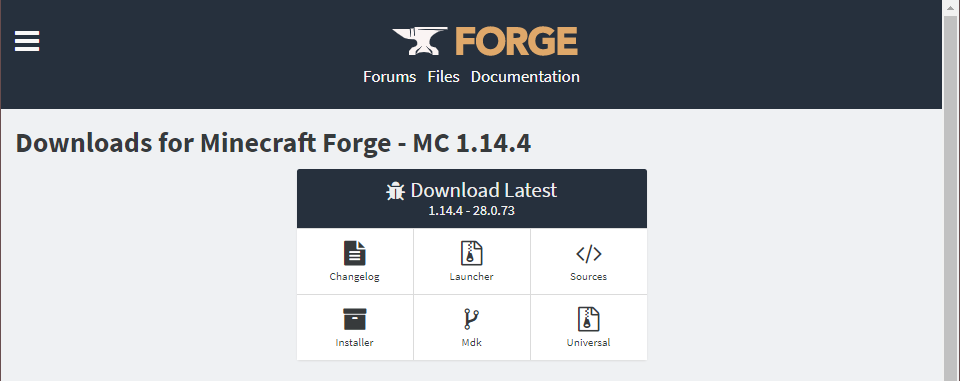 FORGE
Forums Files Documentation
Downloads for Minecraft Forge - MC 1.14.4
Download Latest
1.14.4 - 28.0.73
Changelog Launcher Sources
Installer Mdk Universal